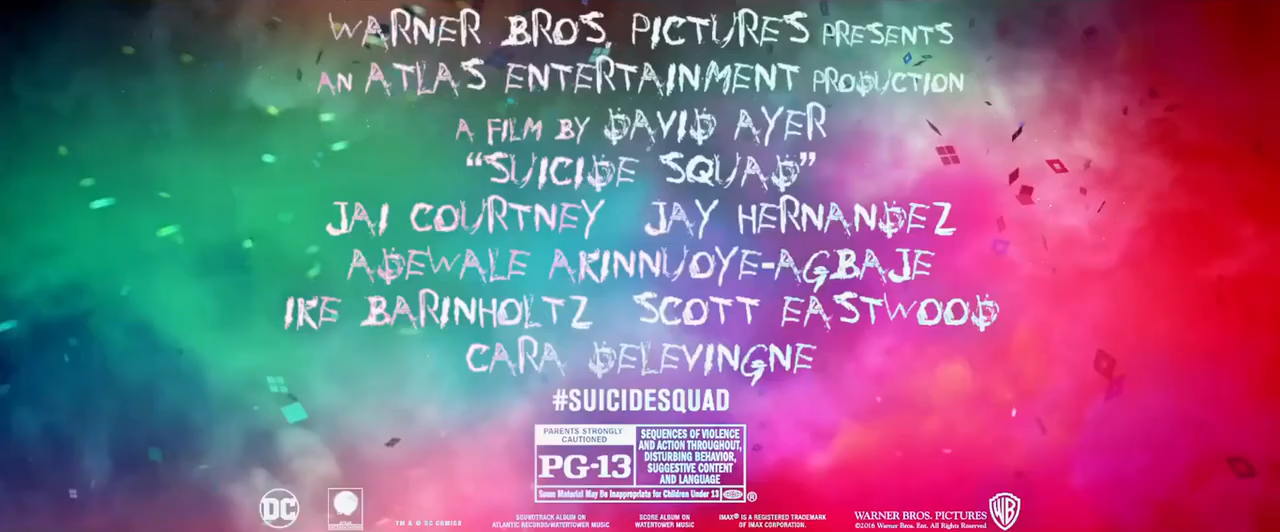 WARNER BROS. PICTURES PRESENTS
AN ATLAS ENTERTAINMENT PRODUCTION
A FILM BY DAVID AYER
“SUICIDE SQUAD”
JAI COURTNEY JAY HERNANDEZ
ADEWALE AKINNUOYE-AGBAJE
IKE BARINHOLTZ SCOTT EASTWOOD
CARA DELEVINGNE
#SUICIDESQUAD
PARENTS STRONGLY
CAUTIONED
PG-13
SEQUENCES OF VIOLENCE
AND ACTION THROUGHOUT,
DISTURBING BEHAVIOR,
SUGGESTIVE CONTENT
AND LANGUAGE
Some Material May Be Inappropriate for Children Under 13
®
DC
TM & © DC COMICS
SOUNDTRACK ALBUM ON
ATLANTIC RECORDS/WATERTOWER MUSIC
SCORE ALBUM ON
WATERTOWER MUSIC
IMAX® IS A REGISTERED TRADEMARK
OF IMAX CORPORATION.
WARNER BROS. PICTURES
©2016 Warner Bros. Ent. All Rights Reserved
WB